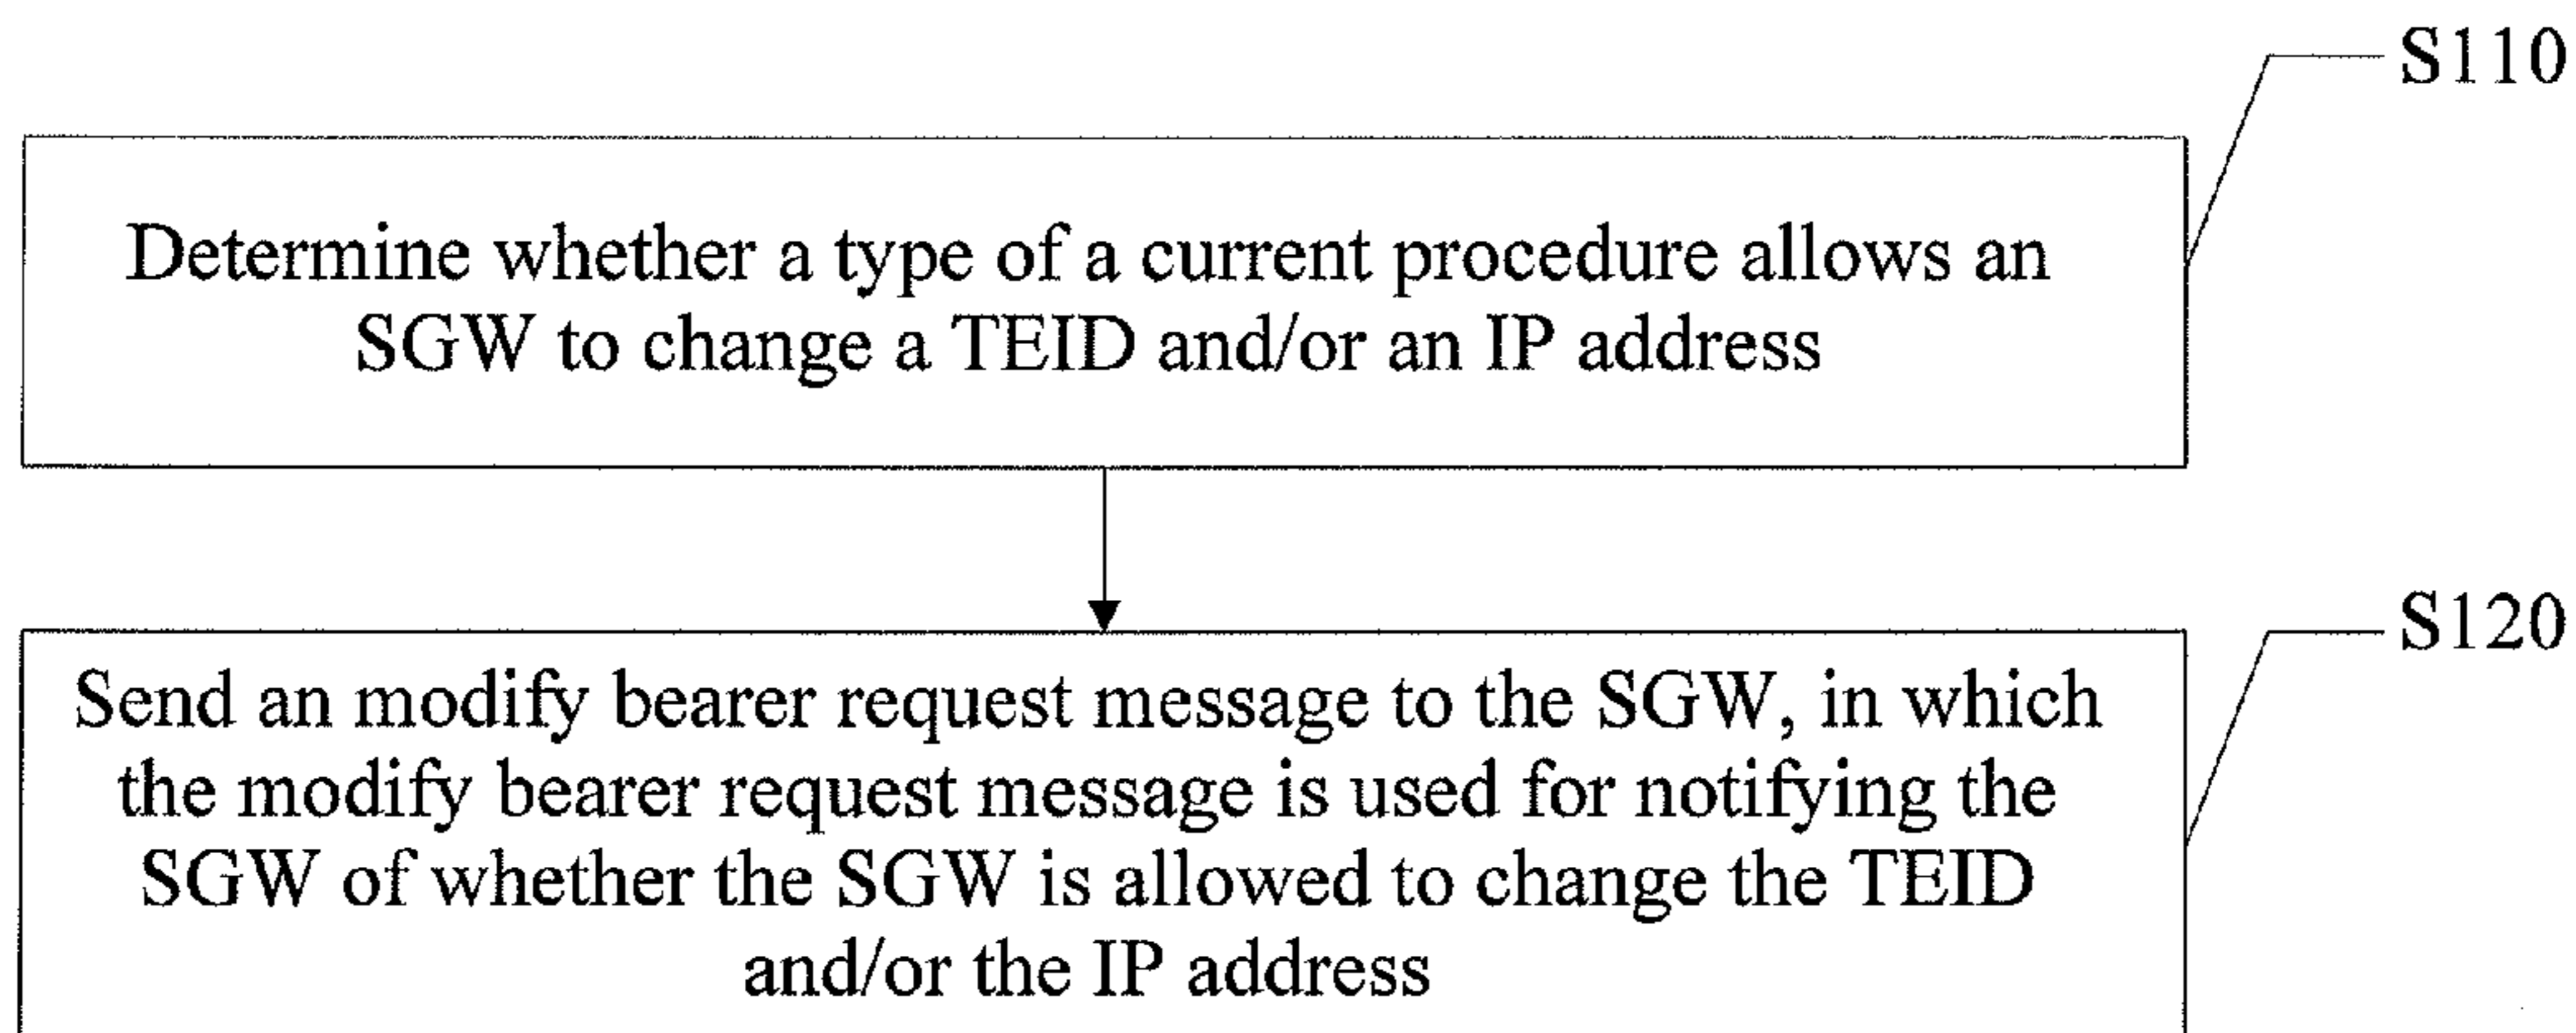 S110
Determine whether a type of a current procedure allows an
SGW to change a TEID and/or an IP address
S120
Send an modify bearer request message to the SGW, in which
the modify bearer request message is used for notifying the
SGW of whether the SGW is allowed to change the TEID
and/or the IP address